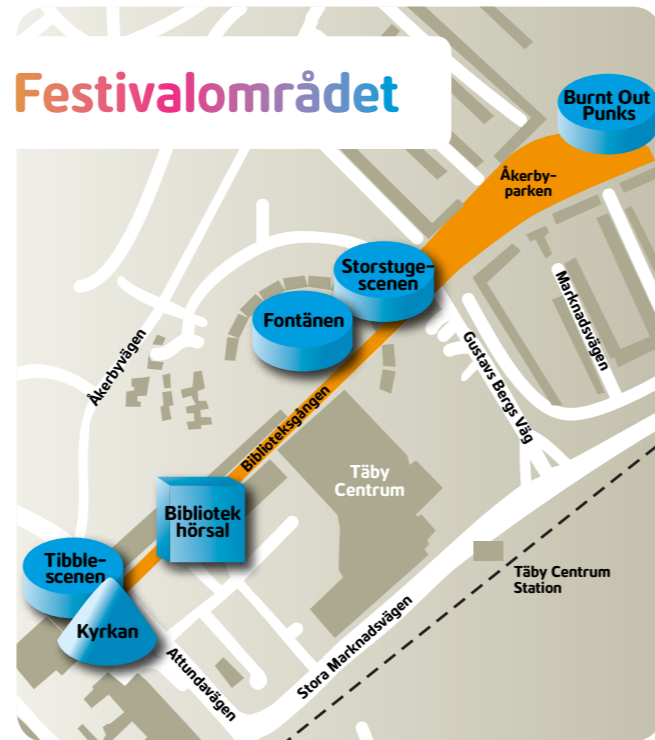 Festivalområdet
Burnt Out
Punks
Åkerby-
parken
Storstuge-
scenen
Fontänen
Marknadsvägen
Gustavs Bergs Väg
Åkerbyvägen
Biblioteksgången
Täby
Centrum
Bibliotek
hörsal
Tibble-
scenen
Täby Centrum
Station
Kyrkan
Attundavägen
Stora Marknadsvägen